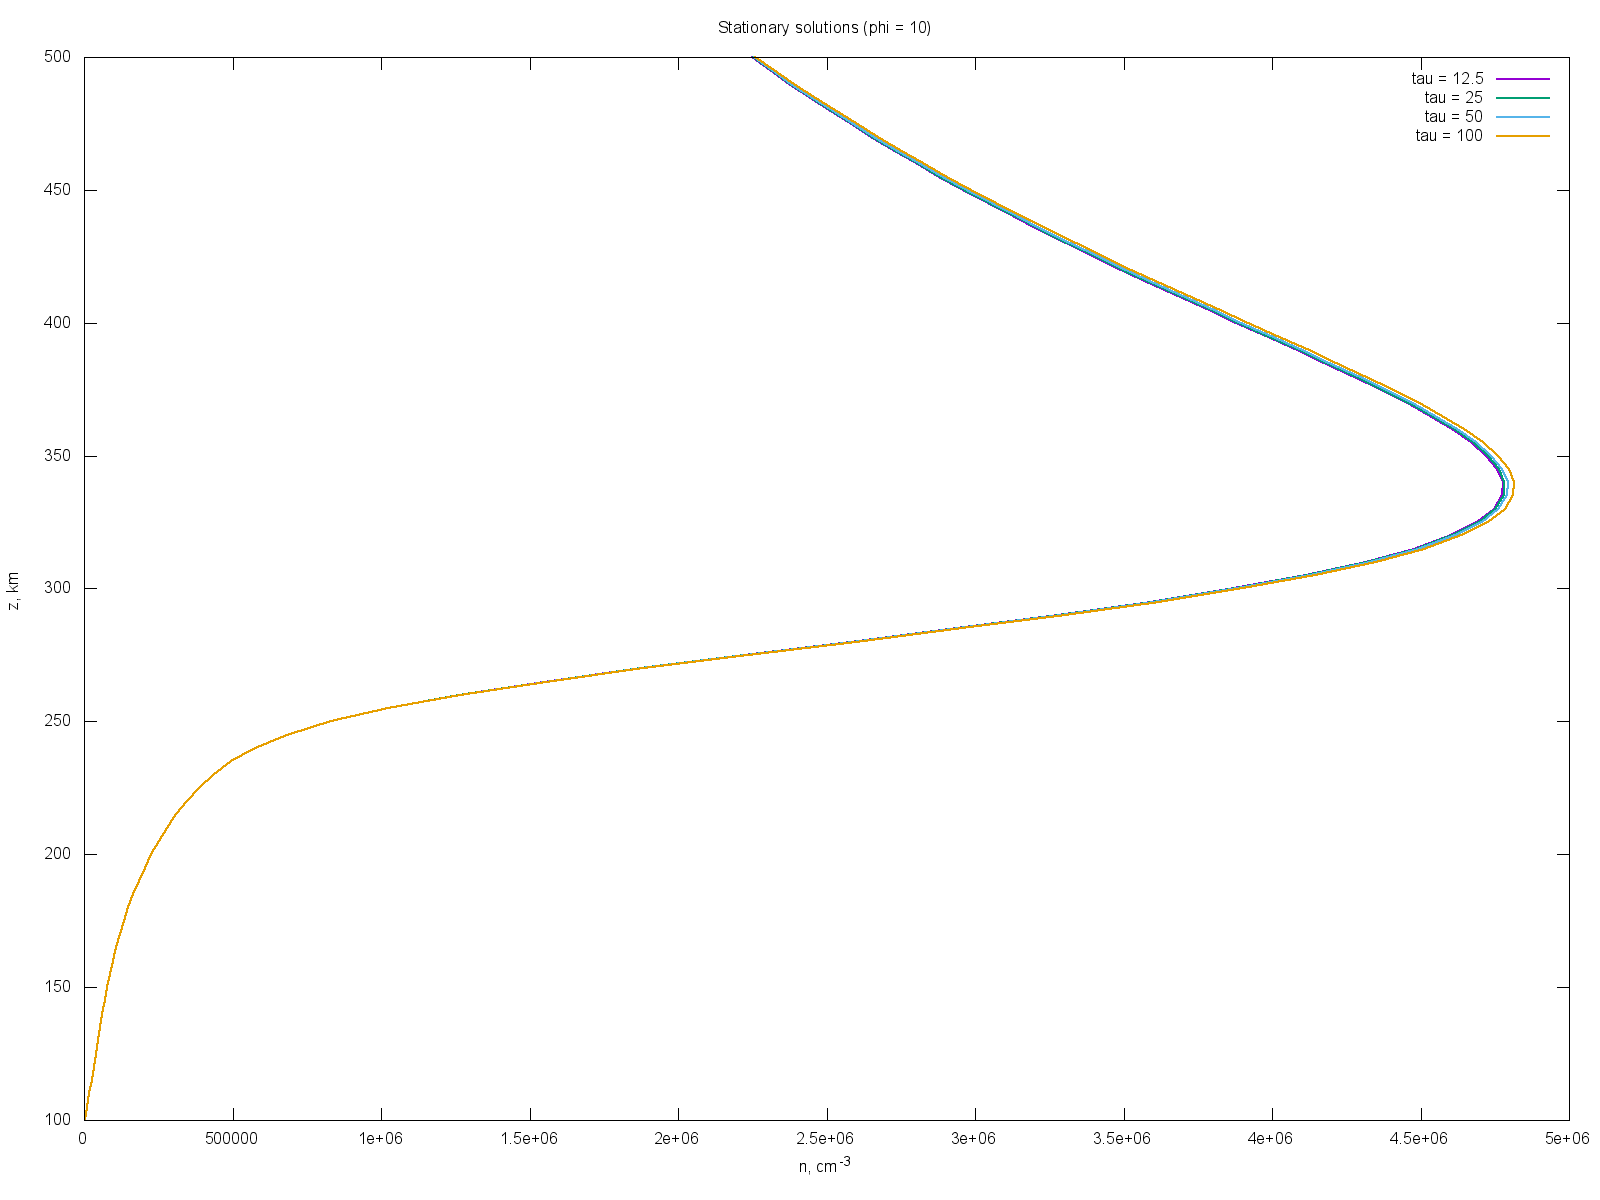 Stationary solutions (phi = 10)
500
tau = 12.5
tau = 25
tau = 50
tau = 100
450
400
350
z, km
300
250
200
150
100
0 500000 1e+06 1.5e+06 2e+06 2.5e+06 3e+06 3.5e+06 4e+06 4.5e+06 5e+06
n, cm⁻³